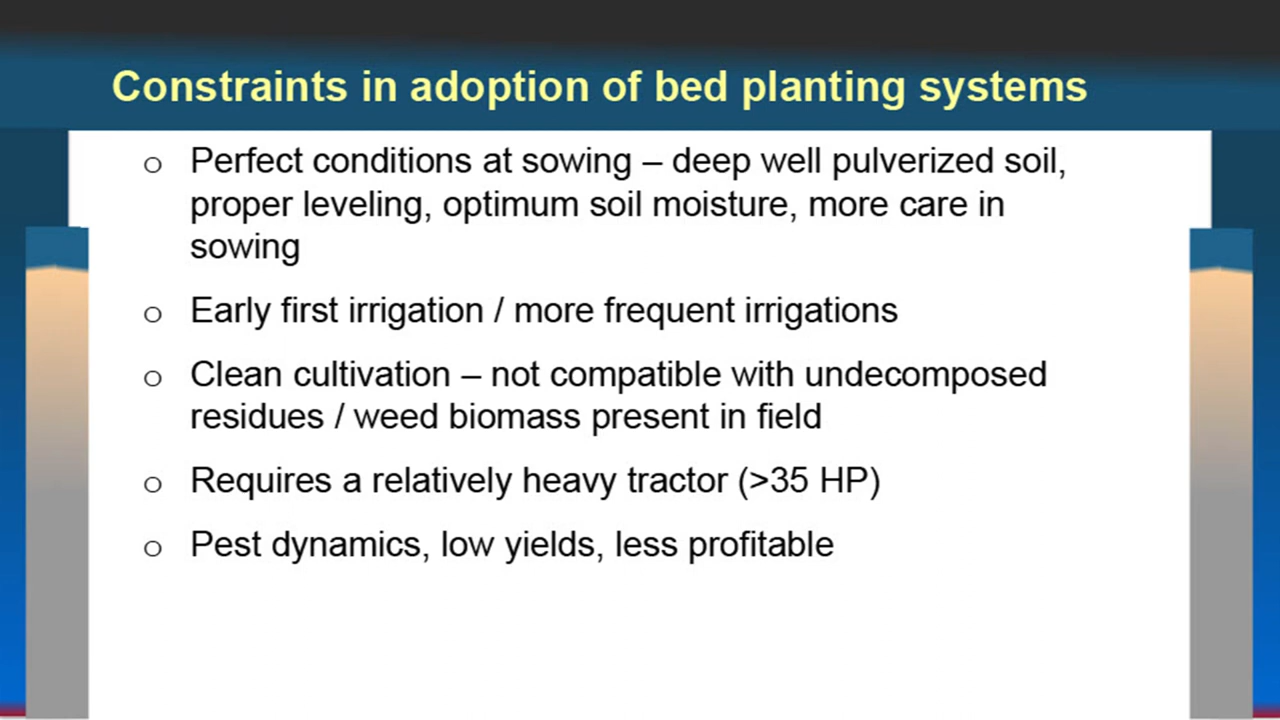 Constraints in adoption of bed planting systems
o Perfect conditions at sowing – deep well pulverized soil,
proper leveling, optimum soil moisture, more care in
sowing
o Early first irrigation / more frequent irrigations
o Clean cultivation – not compatible with undecomposed
residues / weed biomass present in field
o Requires a relatively heavy tractor (>35 HP)
o Pest dynamics, low yields, less profitable